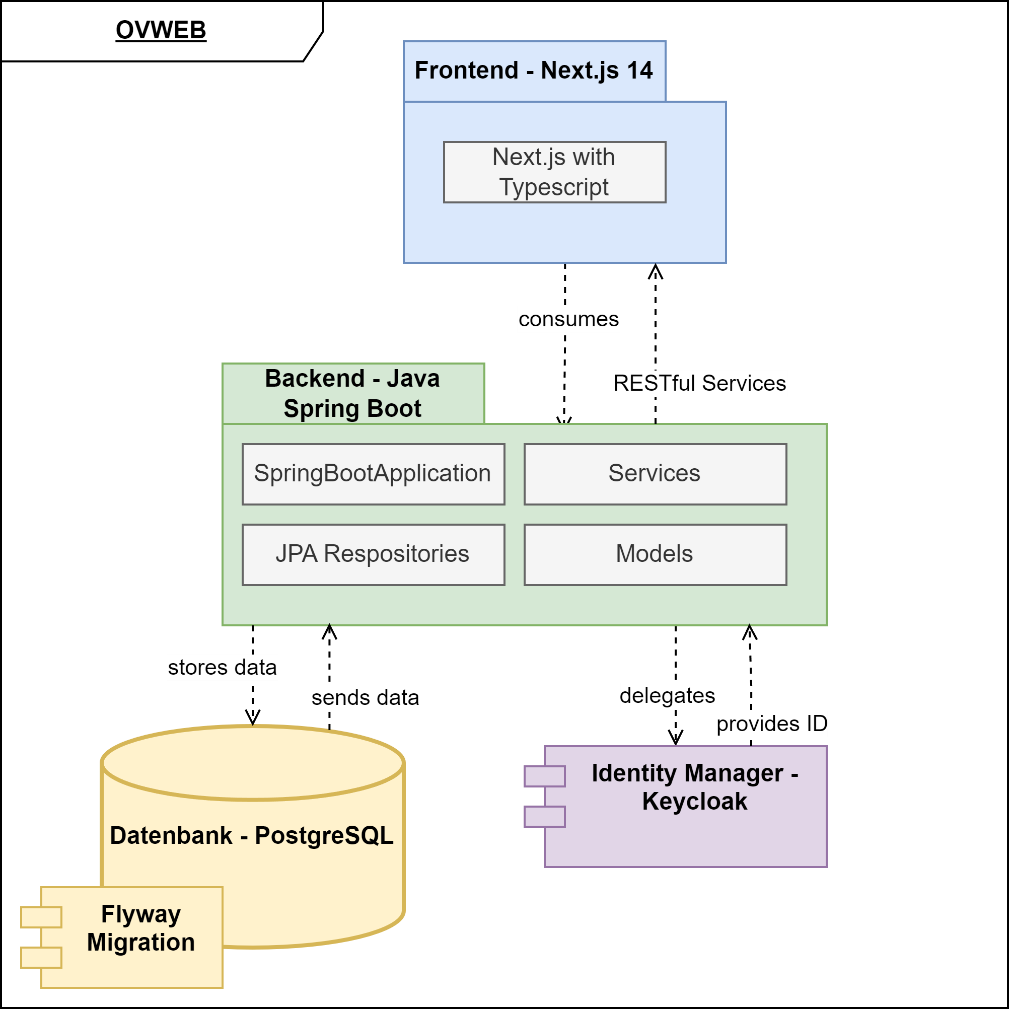 OVWEB
Frontend - Next.js 14
Next.js with
Typescript
consumes
RESTful Services
Backend - Java
Spring Boot
SpringBootApplication
Services
JPA Respositories
Models
stores data
sends data
delegates
provides ID
Identity Manager -
Keycloak
Datenbank - PostgreSQL
Flyway
Migration